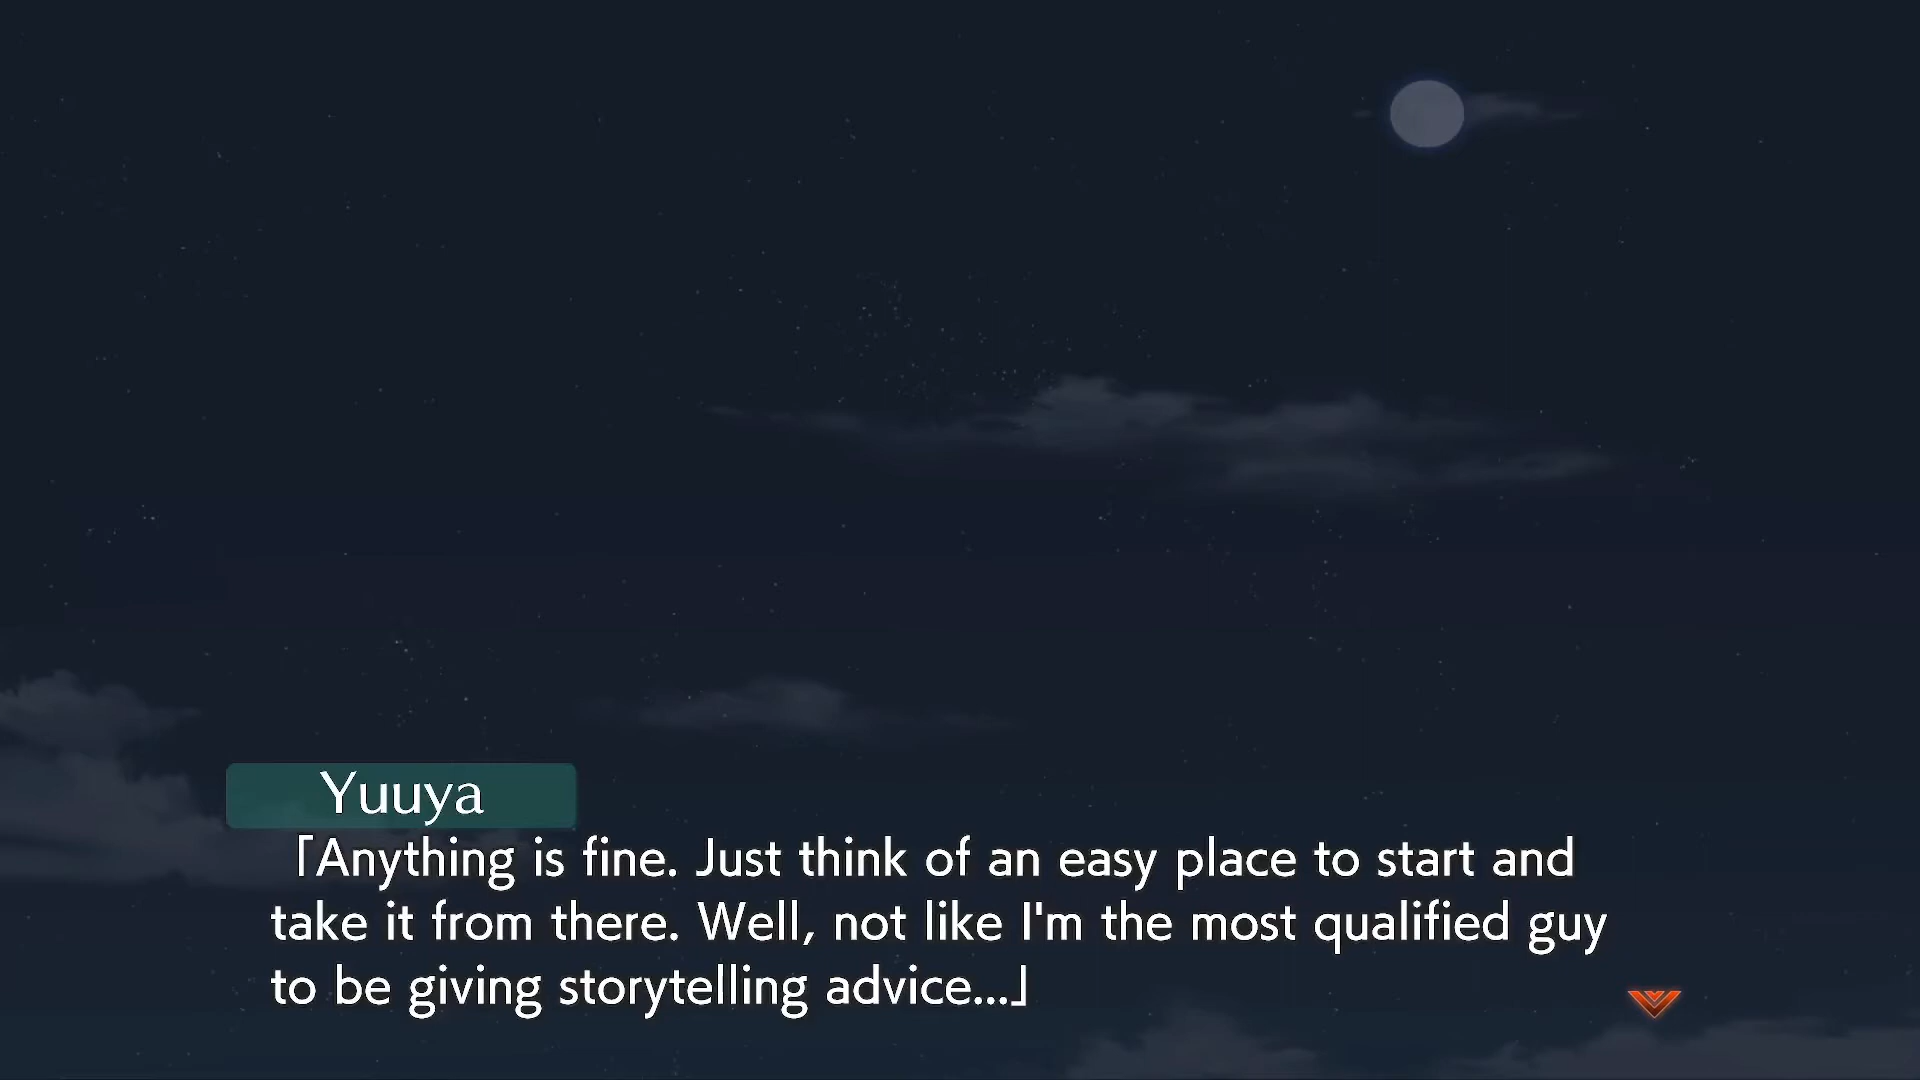 Yuuya
「Anything is fine. Just think of an easy place to start and
take it from there. Well, not like I'm the most qualified guy
to be giving storytelling advice...」